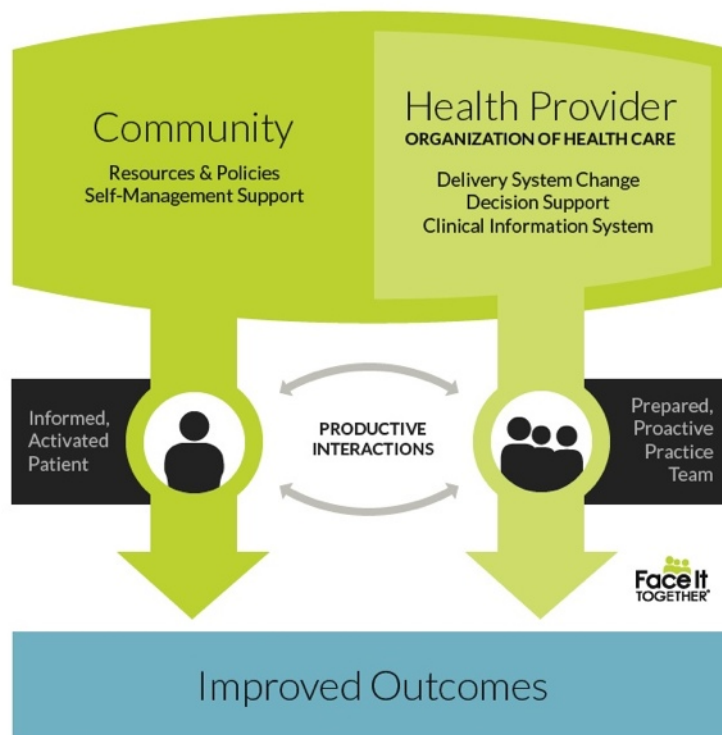 Community
Resources & Policies
Self-Management Support
Health Provider
ORGANIZATION OF HEALTH CARE
Delivery System Change
Decision Support
Clinical Information System
Informed,
Activated
Patient
PRODUCTIVE
INTERACTIONS
Prepared,
Proactive
Practice
Team
Face It
TOGETHER®
Improved Outcomes